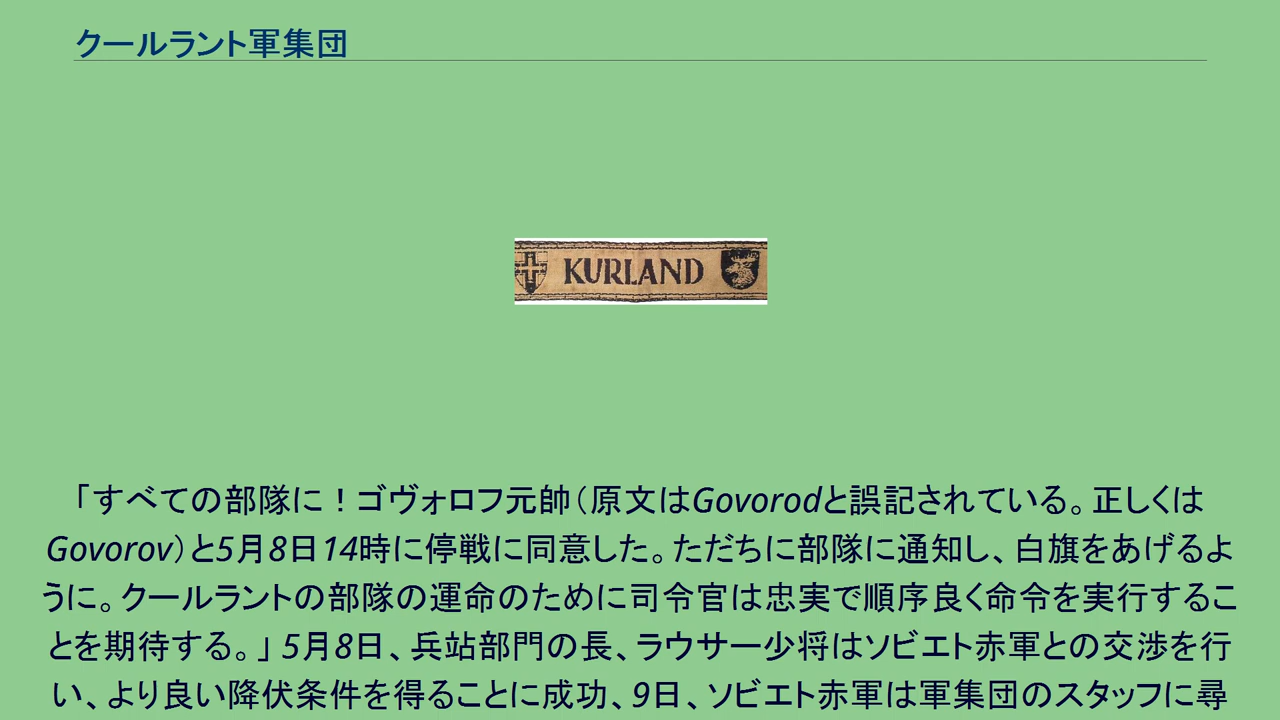 クールラント軍集団
KURLAND
「すべての部隊に！ゴヴォロフ元帥（原文はGovorodと誤記されている。正しくは
Govorov）と5月8日14時に停戦に同意した。ただちに部隊に通知し、白旗をあげるよ
うに。クールラントの部隊の運命のために司令官は忠実で順序良く命令を実行するこ
とを期待する。」 5月8日、兵站部門の長、ラウサー少将はソビエト赤軍との交渉を行
い、より良い降伏条件を得ることに成功、9日、ソビエト赤軍は軍集団のスタッフに尋